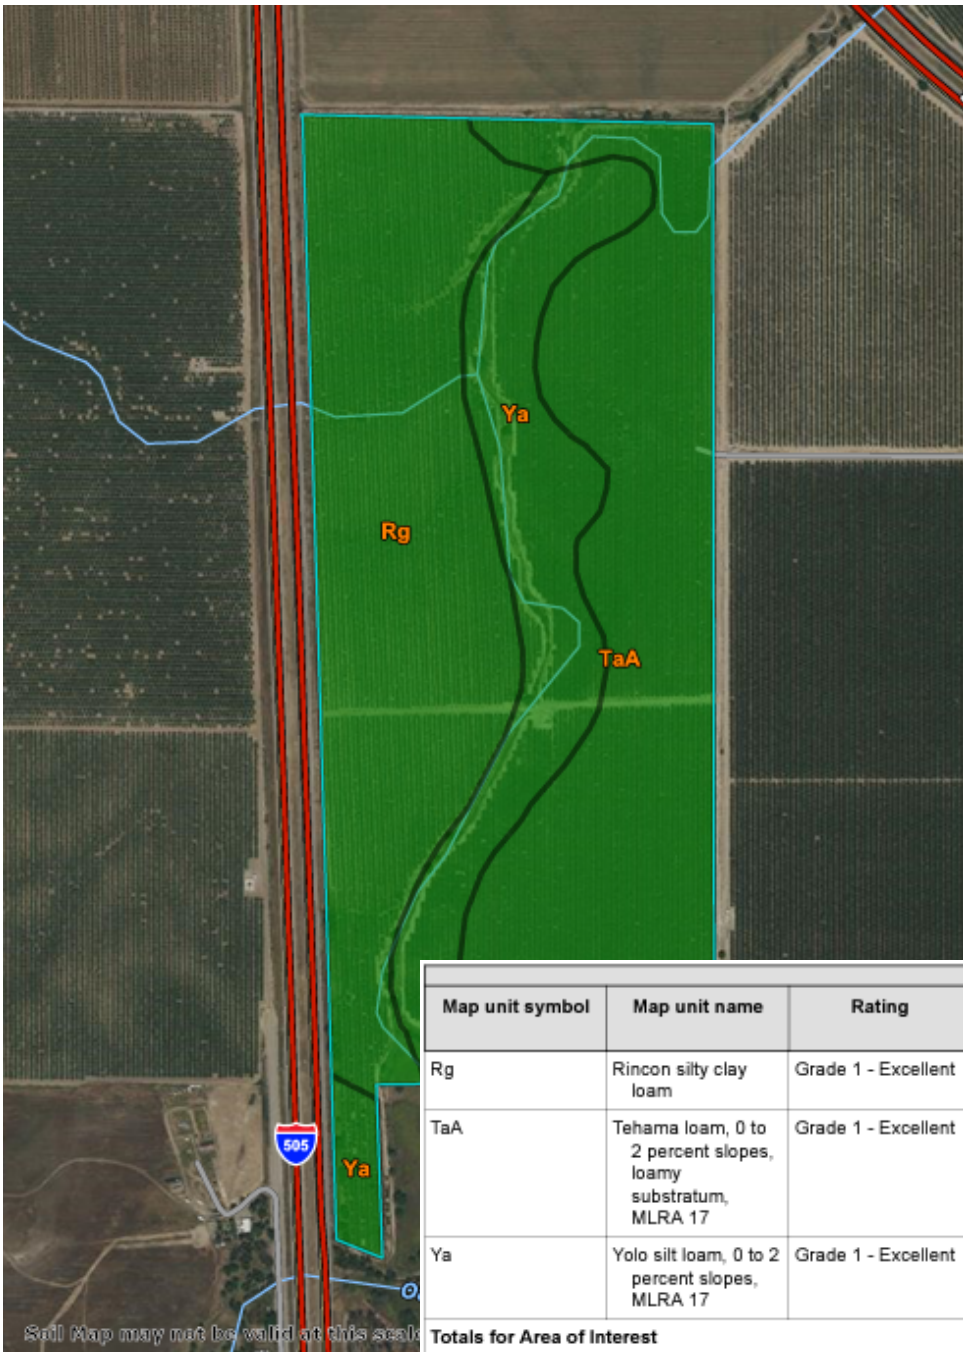 Ya
Rg
TaA
505
Ya
Soil Map may not be valid at this scale
Map unit symbol Map unit name Rating
Rg Rincon silty clay Grade 1 - Excellent
loam
TaA Tehama loam, 0 to Grade 1 - Excellent
2 percent slopes,
loamy
substratum,
MLRA 17
Ya Yolo silt loam, 0 to 2 Grade 1 - Excellent
percent slopes,
MLRA 17
Totals for Area of Interest